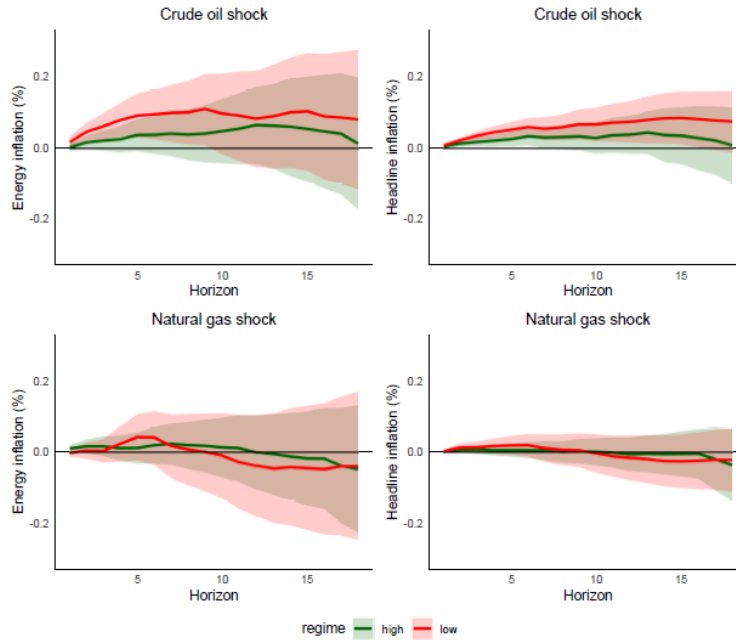 Crude oil shock
Energy inflation (%)
0.2
0.0
-0.2
5
10
15
Horizon
Crude oil shock
Headline inflation (%)
0.2
0.0
-0.2
5
10
15
Horizon
Natural gas shock
Energy inflation (%)
0.2
0.0
-0.2
5
10
15
Horizon
Natural gas shock
Headline inflation (%)
0.2
0.0
-0.2
5
10
15
Horizon
regime high low